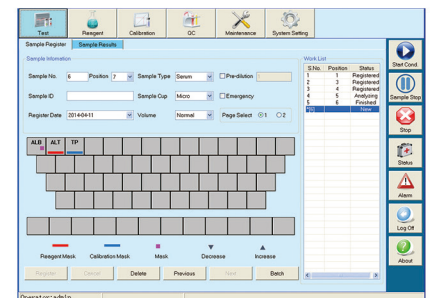 Test Reagent Calibration QC Maintenance System Setting
Sample Register Sample Results
Sample Infomation
Work List
Sample No. 6 Position 7 Sample Type Serum Pre-dilution
Sample ID Sample Cup Micro Emergency
Register Date 2014-04-11 Volume Normal Page Select 1 2
S.No. Position Status
1 1 Registered
2 3 Registered
3 4 Registered
4 5 Analyzing
5 6 Finished
*[6] New
ALB ALT TP
Reagent Mask Calibration Mask Mask Decrease Increase
Register Cancel Delete Previous Next Batch
Start Cond.
Sample Stop
Stop
Status
Alarm
Log Off
About
Operator:admin